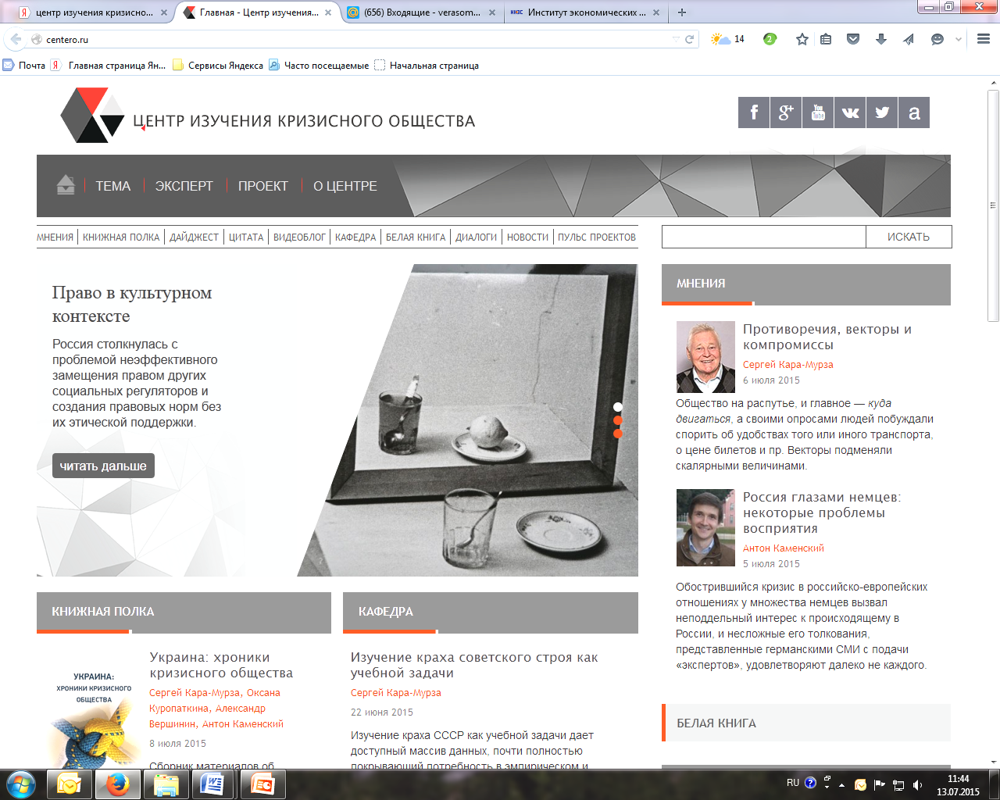 центр изучения кризисно...
Главная - Центр изучения...
(656) Входящие - verasom...
Институт экономических ...
centero.ru
14
2
Почта
Главная страница Ян...
Сервисы Яндекса
Часто посещаемые
Начальная страница
ЦЕНТР ИЗУЧЕНИЯ КРИЗИСНОГО ОБЩЕСТВА
ТЕМА
ЭКСПЕРТ
ПРОЕКТ
О ЦЕНТРЕ
МНЕНИЯ
КНИЖНАЯ ПОЛКА
ДАЙДЖЕСТ
ЦИТАТА
ВИДЕОБЛОГ
КАФЕДРА
БЕЛАЯ КНИГА
ДИАЛОГИ
НОВОСТИ
ПУЛЬС ПРОЕКТОВ
ИСКАТЬ
Право в культурном
контексте
Россия столкнулась с
проблемой неэффективного
замещения правом других
социальных регуляторов и
создания правовых норм без
их этической поддержки.
читать дальше
МНЕНИЯ
Противоречия, векторы и
компромиссы
Сергей Кара-Мурза
6 июля 2015
Общество на распутье, и главное — куда
двигаться, а своими опросами людей побуждали
спорить об удобствах того или иного транспорта,
о цене билетов и пр. Векторы подменяли
скалярными величинами.
Россия глазами немцев:
некоторые проблемы
восприятия
Антон Каменский
5 июля 2015
Обострившийся кризис в российско-европейских
отношениях у множества немцев вызвал
неподдельный интерес к происходящему в
России, и несложные его толкования,
представленные германскими СМИ с подачи
«экспертов», удовлетворяют далеко не каждого.
БЕЛАЯ КНИГА
КНИЖНАЯ ПОЛКА
УКРАИНА:
ХРОНИКИ КРИЗИСНОГО
ОБЩЕСТВА
Украина: хроники
кризисного общества
Сергей Кара-Мурза, Оксана
Куропаткина, Александр
Вершинин, Антон Каменский
8 июля 2015
Сборник материалов об
КАФЕДРА
Изучение краха советского строя как
учебной задачи
Сергей Кара-Мурза
22 июня 2015
Изучение краха СССР как учебной задачи дает
доступный массив данных, почти полностью
покрывающий потребность в эмпирическом и
RU
11:44
13.07.2015